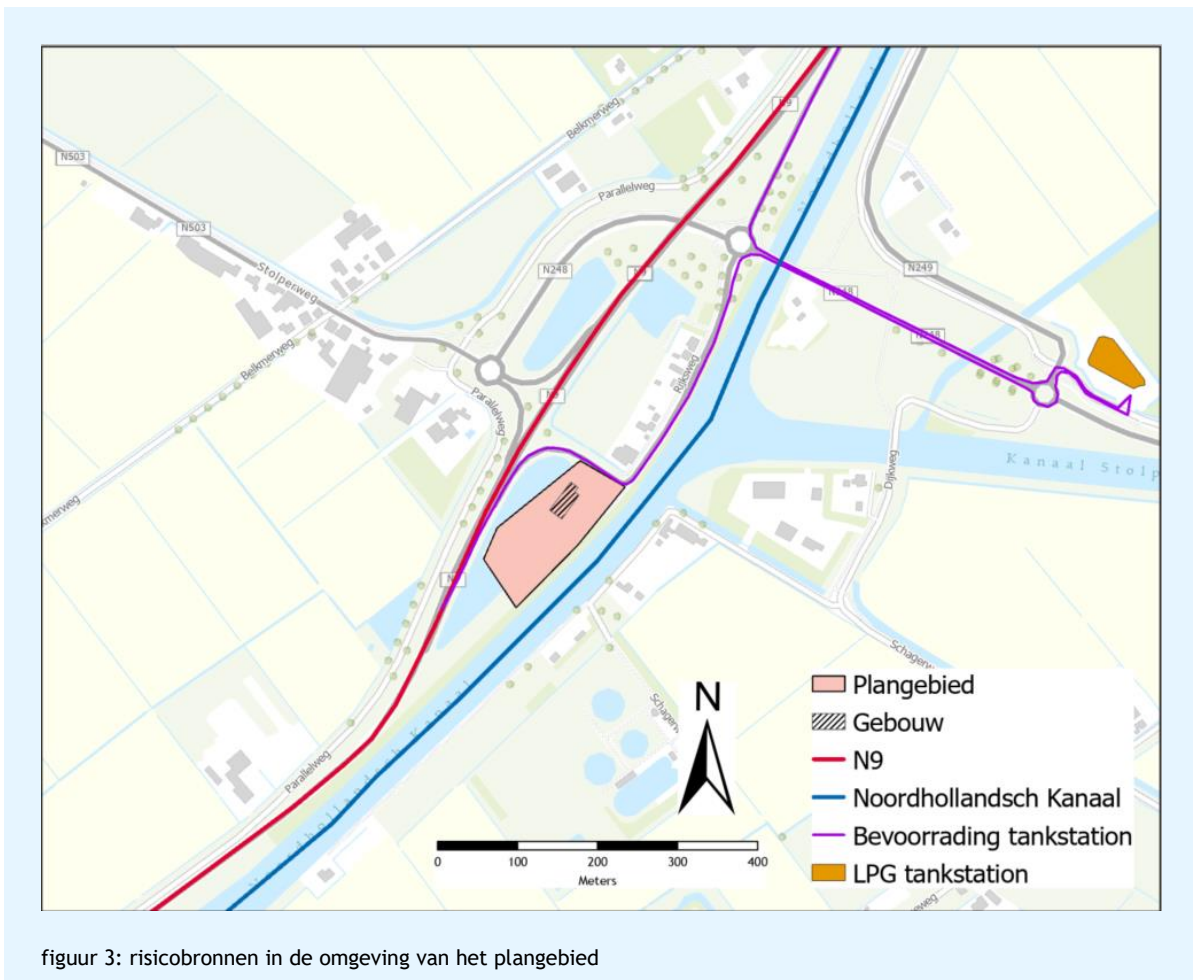 N9
N503
Belkmerweg
Parallelweg
N503
N248
N9
N249
Stolperweg
N248
N248
Belkmerweg
Rijksweg
Parallelweg
N9
Dijkweg
Kanaal Stolp
Schagerw
Schagerw
Parallelweg
N
Plangebied
Gebouw
N9
Noordhollandsch Kanaal
Bevoorrading tankstation
LPG tankstation
0 100 200 300 400
Meters
figuur 3: risicobronnen in de omgeving van het plangebied